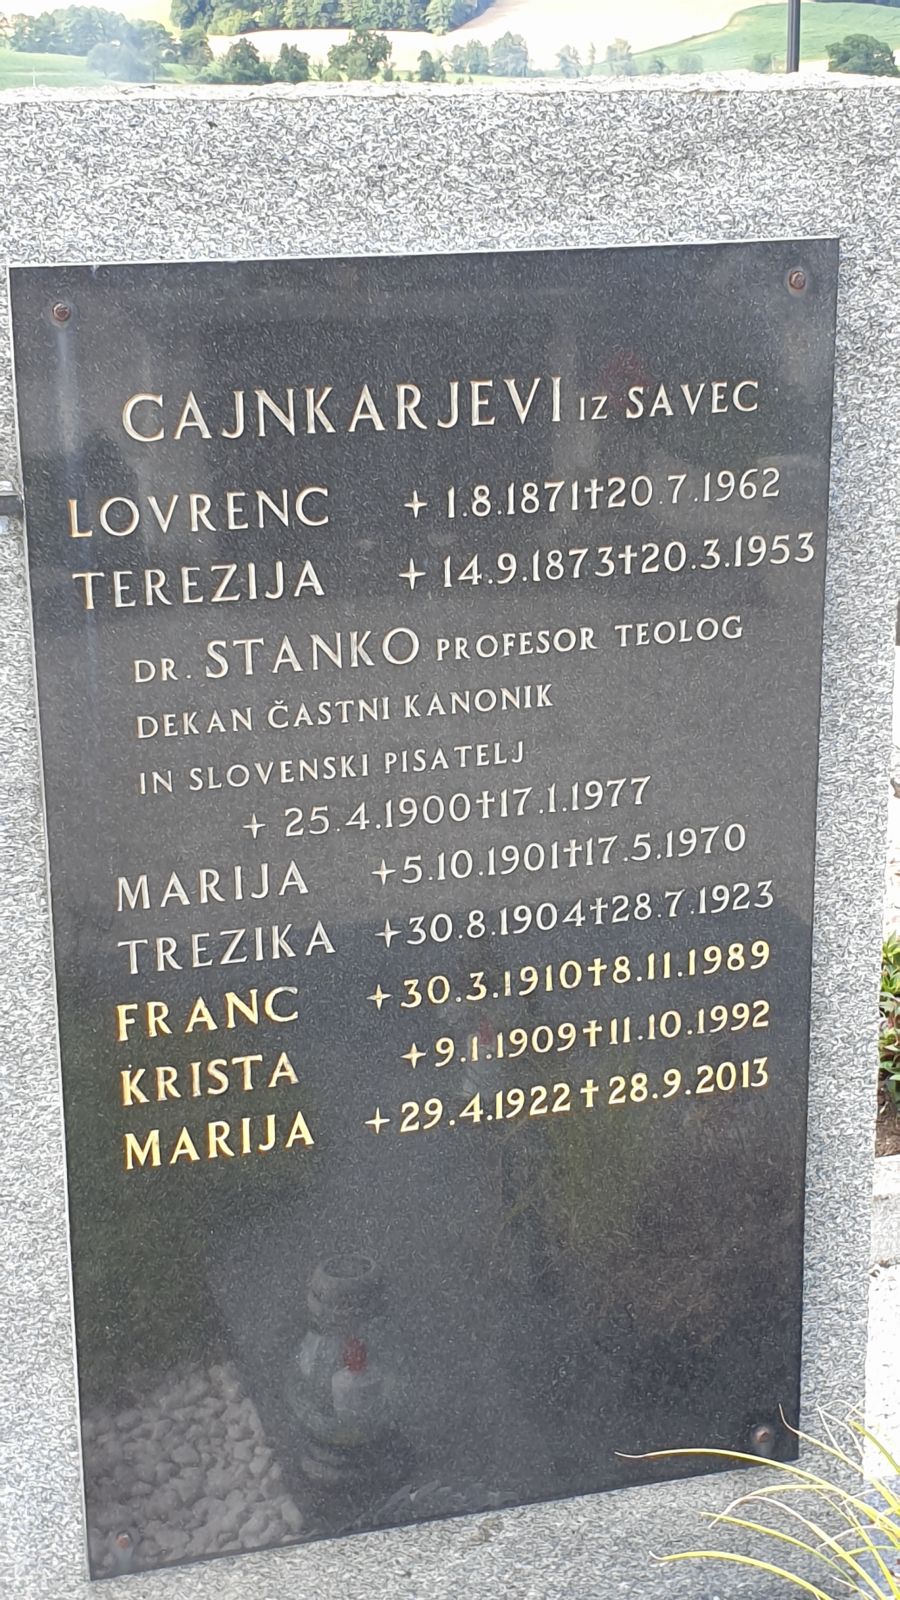 CAJNKARJEVI IZ SAVEC
LOVRENC + 1.8.1871†20.7.1962
TEREZIJA + 14.9.1873†20.3.1953
DR. STANKO PROFESOR TEOLOG
DEKAN ČASTNI KANONIK
IN SLOVENSKI PISATELJ
+ 25.4.1900†17.1.1977
MARIJA +5.10.1901†17.5.1970
TREZIKA +30.8.1904†28.7.1923
FRANC +30.3.1910†8.11.1989
KRISTA +9.1.1909†11.10.1992
MARIJA +29.4.1922†28.9.2013